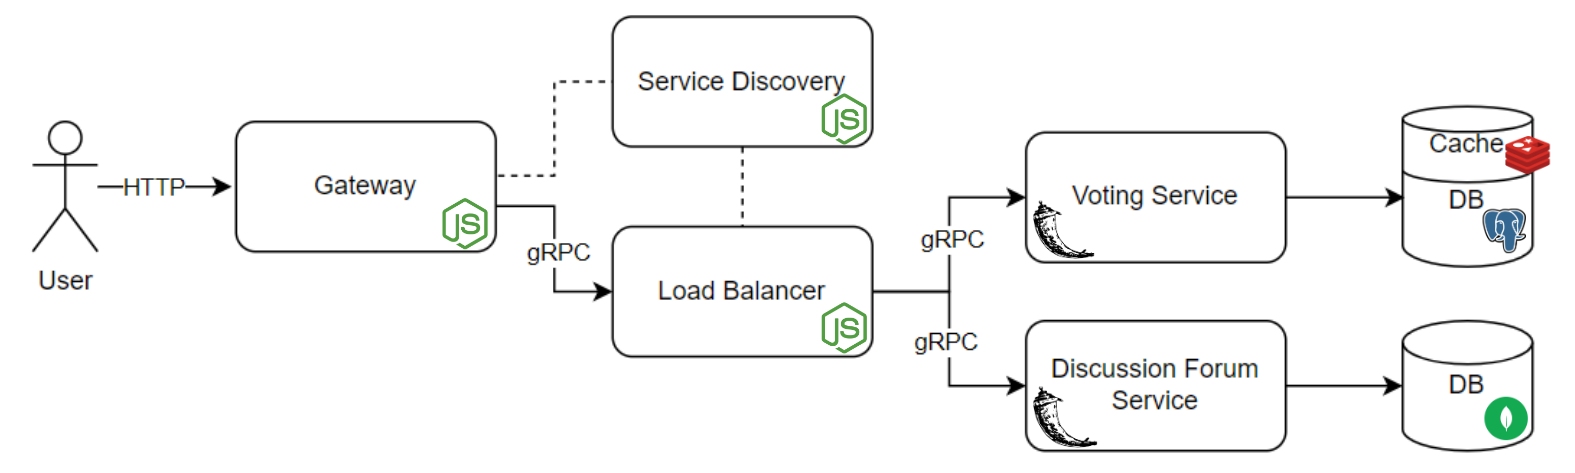 Service Discovery
JS
HTTP
Gateway
JS
User
gRPC
Load Balancer
JS
gRPC
gRPC
Voting Service
Cache
DB
Discussion Forum
Service
DB